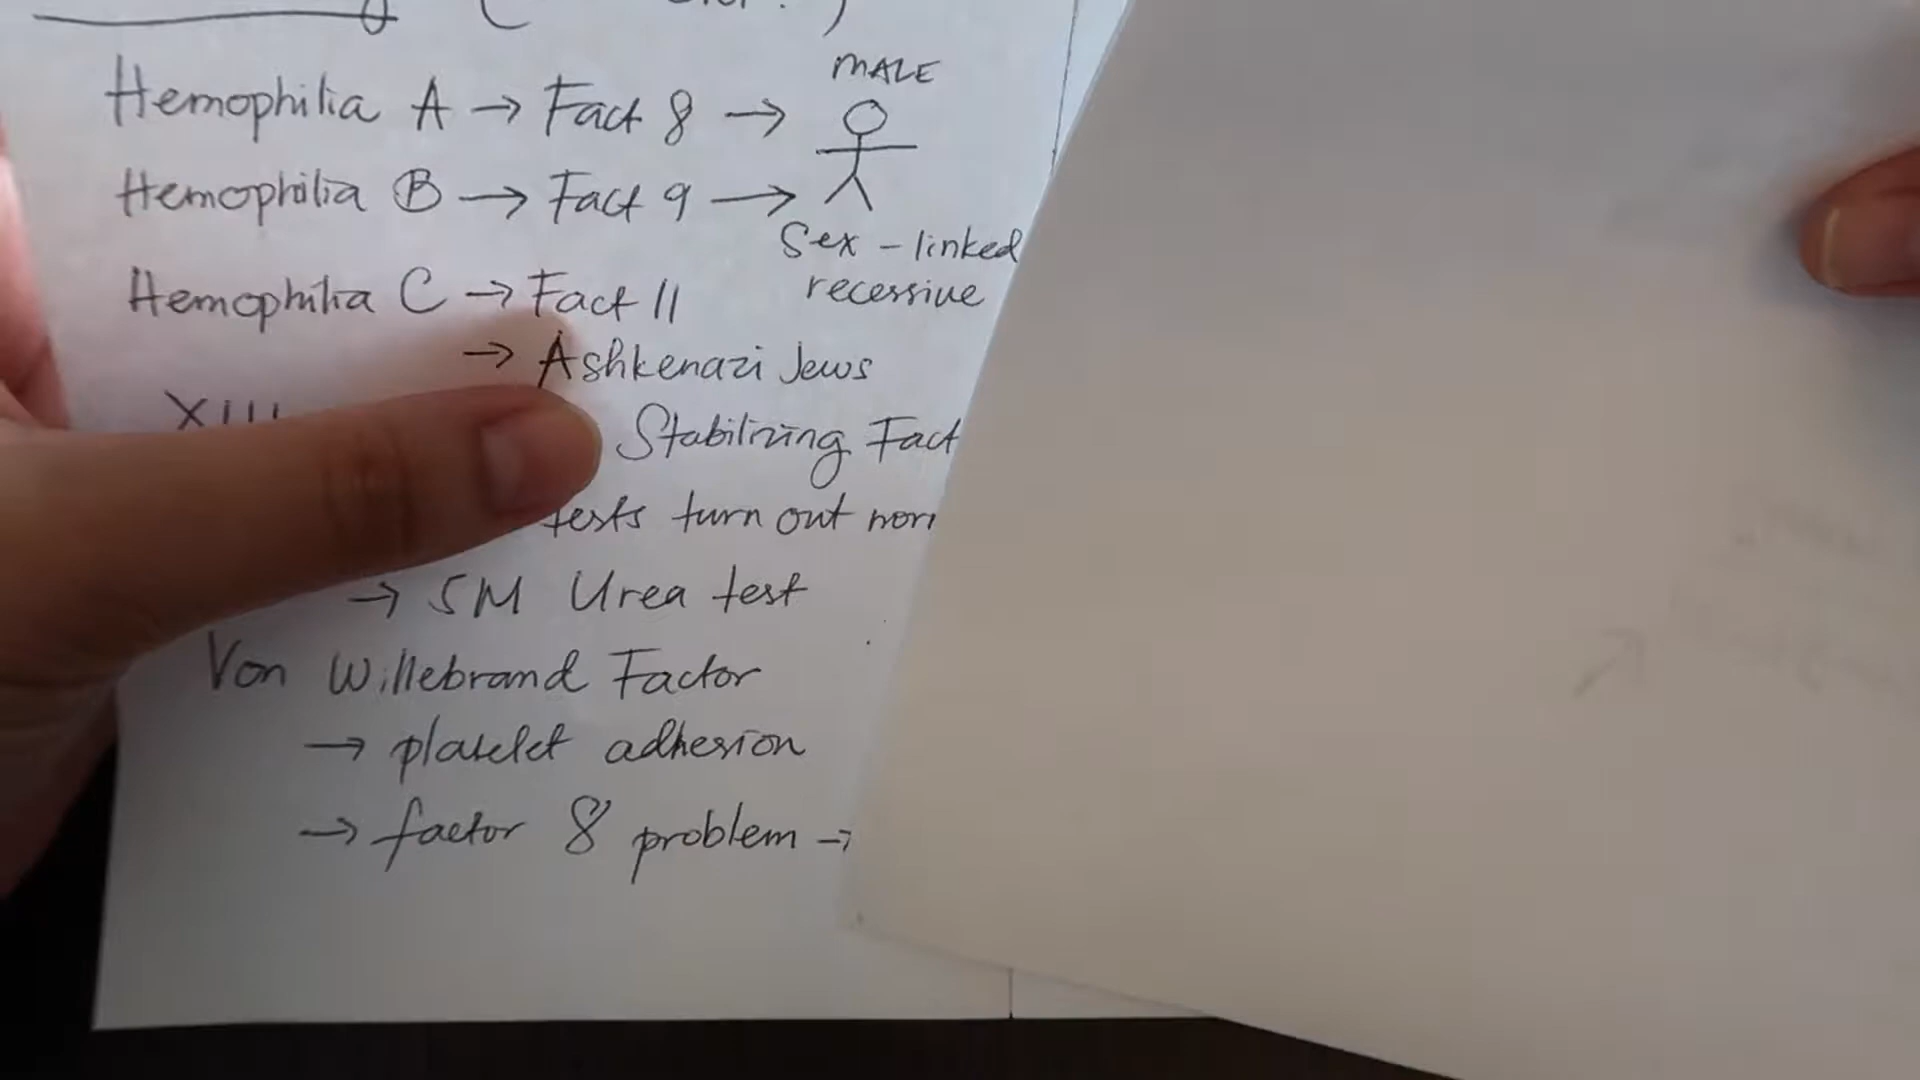 MALE
Hemophilia A → Fact 8 →
Hemophilia B → Fact 9 →
Sex - linked
recessive
Hemophilia C → Fact 11
→ Ashkenazi Jews
XIII
Stabilizing Fact
tests turn out
→ 5M Urea test
Von Willebrand Factor
→ platelet adhesion
→ factor 8 problem →